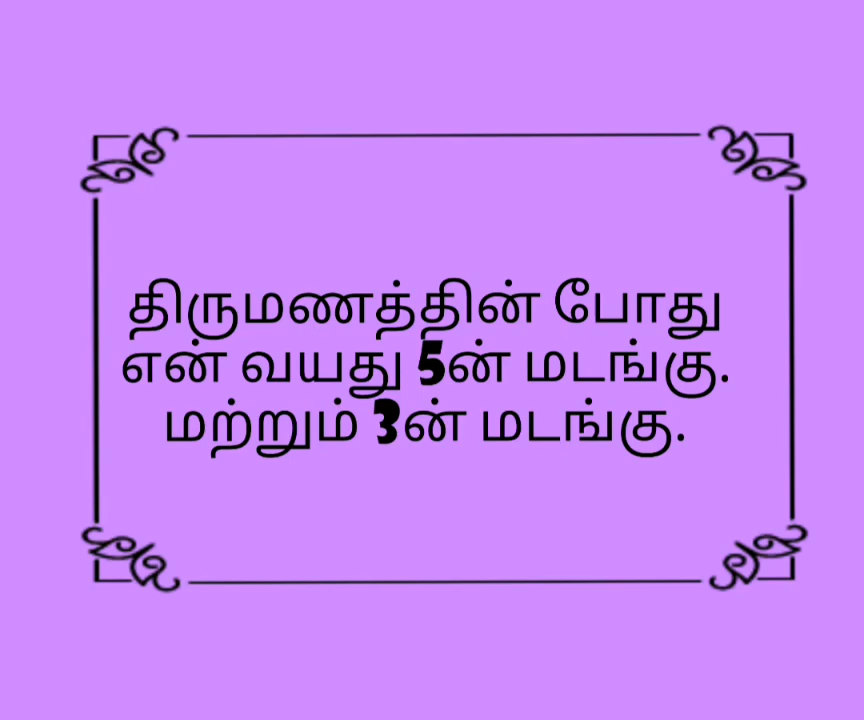 திருமணத்தின் போது
என் வயது 5ன் மடங்கு.
மற்றும் 3ன் மடங்கு.